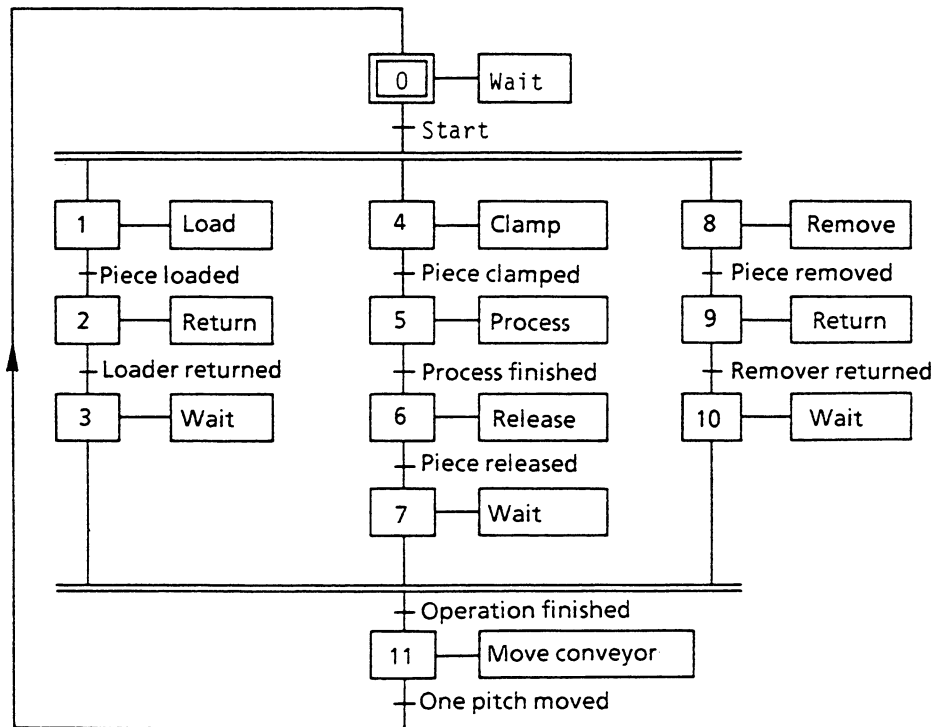 0 Wait
Start
1 Load 4 Clamp 8 Remove
Piece loaded Piece clamped Piece removed
2 Return 5 Process 9 Return
Loader returned Process finished Remover returned
3 Wait 6 Release 10 Wait
Piece released
7 Wait
Operation finished
11 Move conveyor
One pitch moved